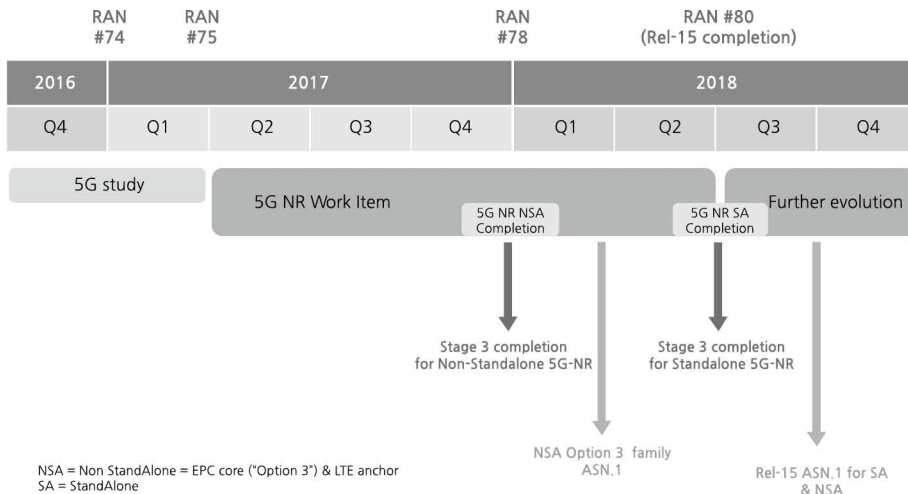 RAN
#74
RAN
#75
RAN
#78
RAN #80
(Rel-15 completion)
2016
2017
2018
Q4
Q1
Q2
Q3
Q4
Q1
Q2
Q3
Q4
5G study
5G NR Work Item
Further evolution
5G NR NSA
Completion
5G NR SA
Completion
Stage 3 completion
for Non-Standalone 5G-NR
Stage 3 completion
for Standalone 5G-NR
NSA Option 3 family
ASN.1
Rel-15 ASN.1 for SA
& NSA
NSA = Non StandAlone = EPC core ("Option 3") & LTE anchor
SA = StandAlone